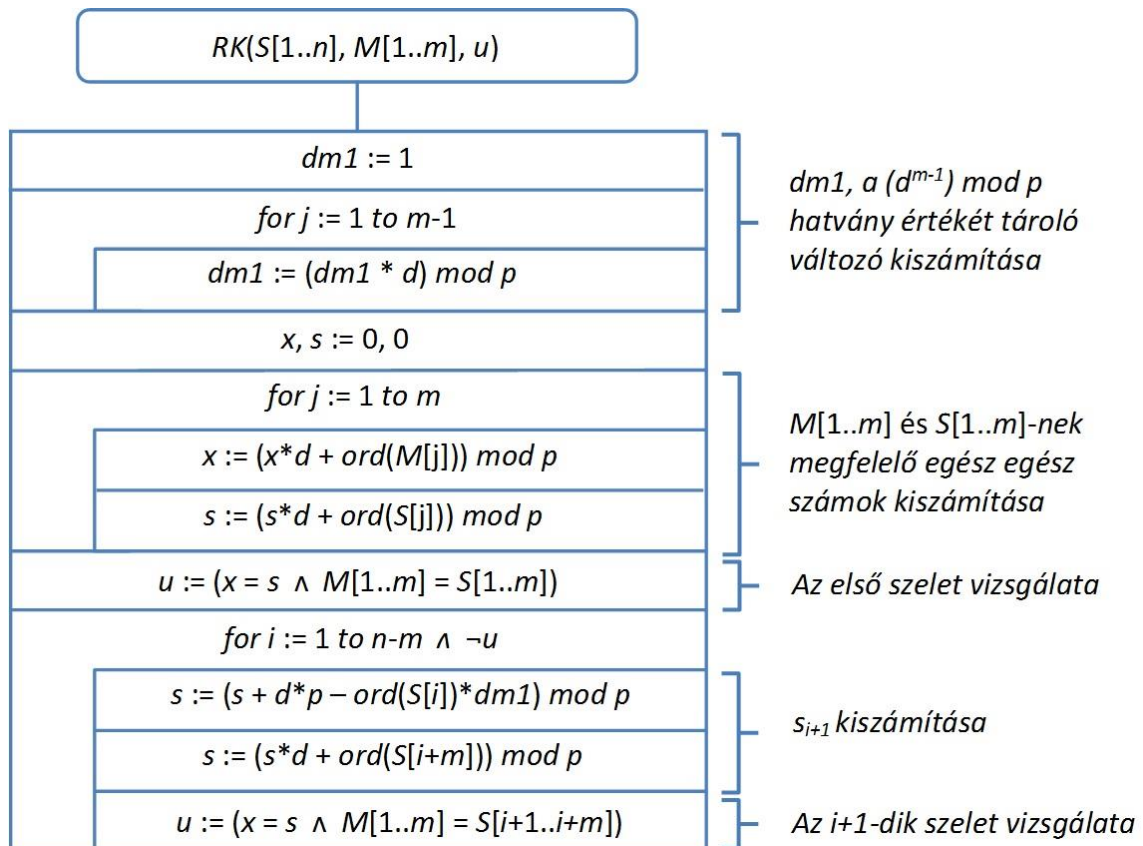 RK(S[1..n], M[1..m], u)
dm1 := 1
for j := 1 to m-1
dm1 := (dm1 * d) mod p
dm1, a (d^{m-1}) mod p
hatvány értékét tároló
változó kiszámítása
x, s := 0, 0
for j := 1 to m
x := (x*d + ord(M[j])) mod p
s := (s*d + ord(S[j])) mod p
M[1..m] és S[1..m]-nek
megfelelő egész egész
számok kiszámítása
u := (x = s ∧ M[1..m] = S[1..m])
Az első szelet vizsgálata
for i := 1 to n-m ∧ ¬u
s := (s + d*p – ord(S[i])*dm1) mod p
s := (s*d + ord(S[i+m])) mod p
s_{i+1} kiszámítása
u := (x = s ∧ M[1..m] = S[i+1..i+m])
Az i+1-dik szelet vizsgálata